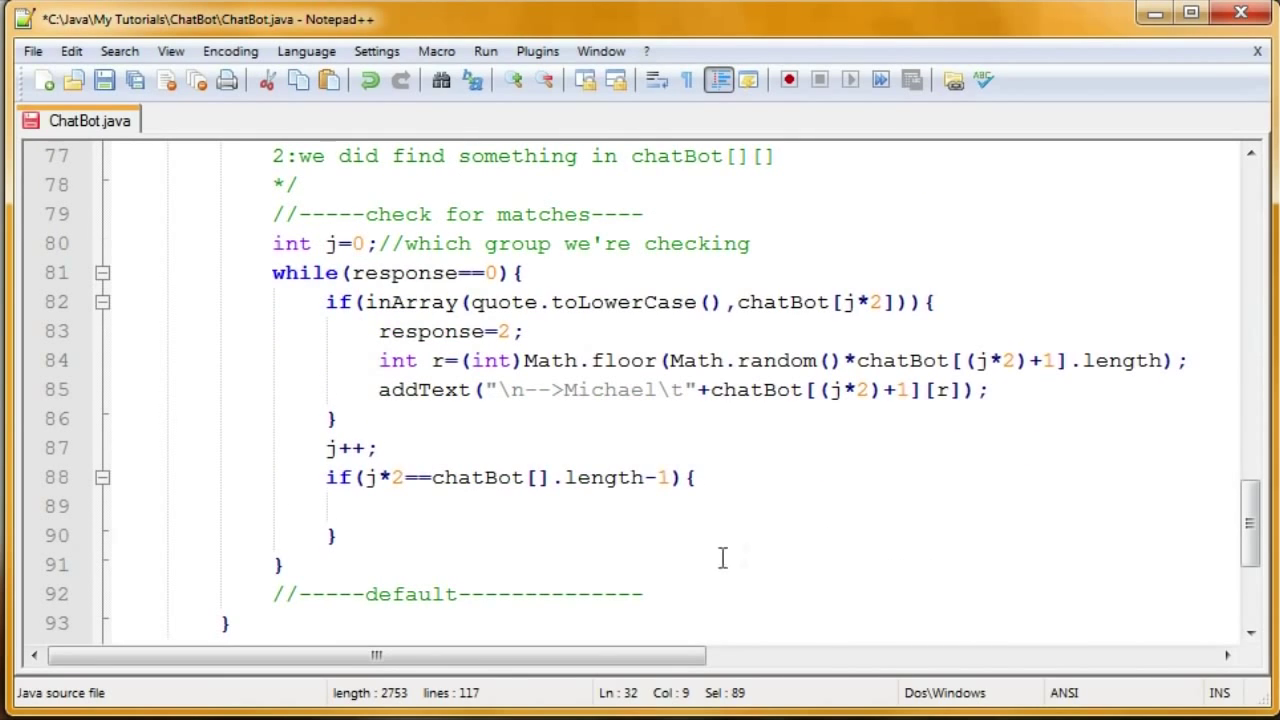 *C:\Java\My Tutorials\ChatBot\ChatBot.java - Notepad++
File Edit Search View Encoding Language Settings Macro Run Plugins Window ? X
ABC
ChatBot.java
77 2:we did find something in chatBot[][]
78 */
79 //-----check for matches----
80 int j=0;//which group we're checking
81 while(response==0){
82 if(inArray(quote.toLowerCase(),chatBot[j*2])){
83 response=2;
84 int r=(int)Math.floor(Math.random()*chatBot[(j*2)+1].length);
85 addText("\n-->Michael\t"+chatBot[(j*2)+1][r]);
86 }
87 j++;
88 if(j*2==chatBot[].length-1){
89
90 }
91 }
92 //-----default--------------
93 }
Java source file length : 2753 lines : 117 Ln : 32 Col : 9 Sel : 89 Dos\Windows ANSI INS